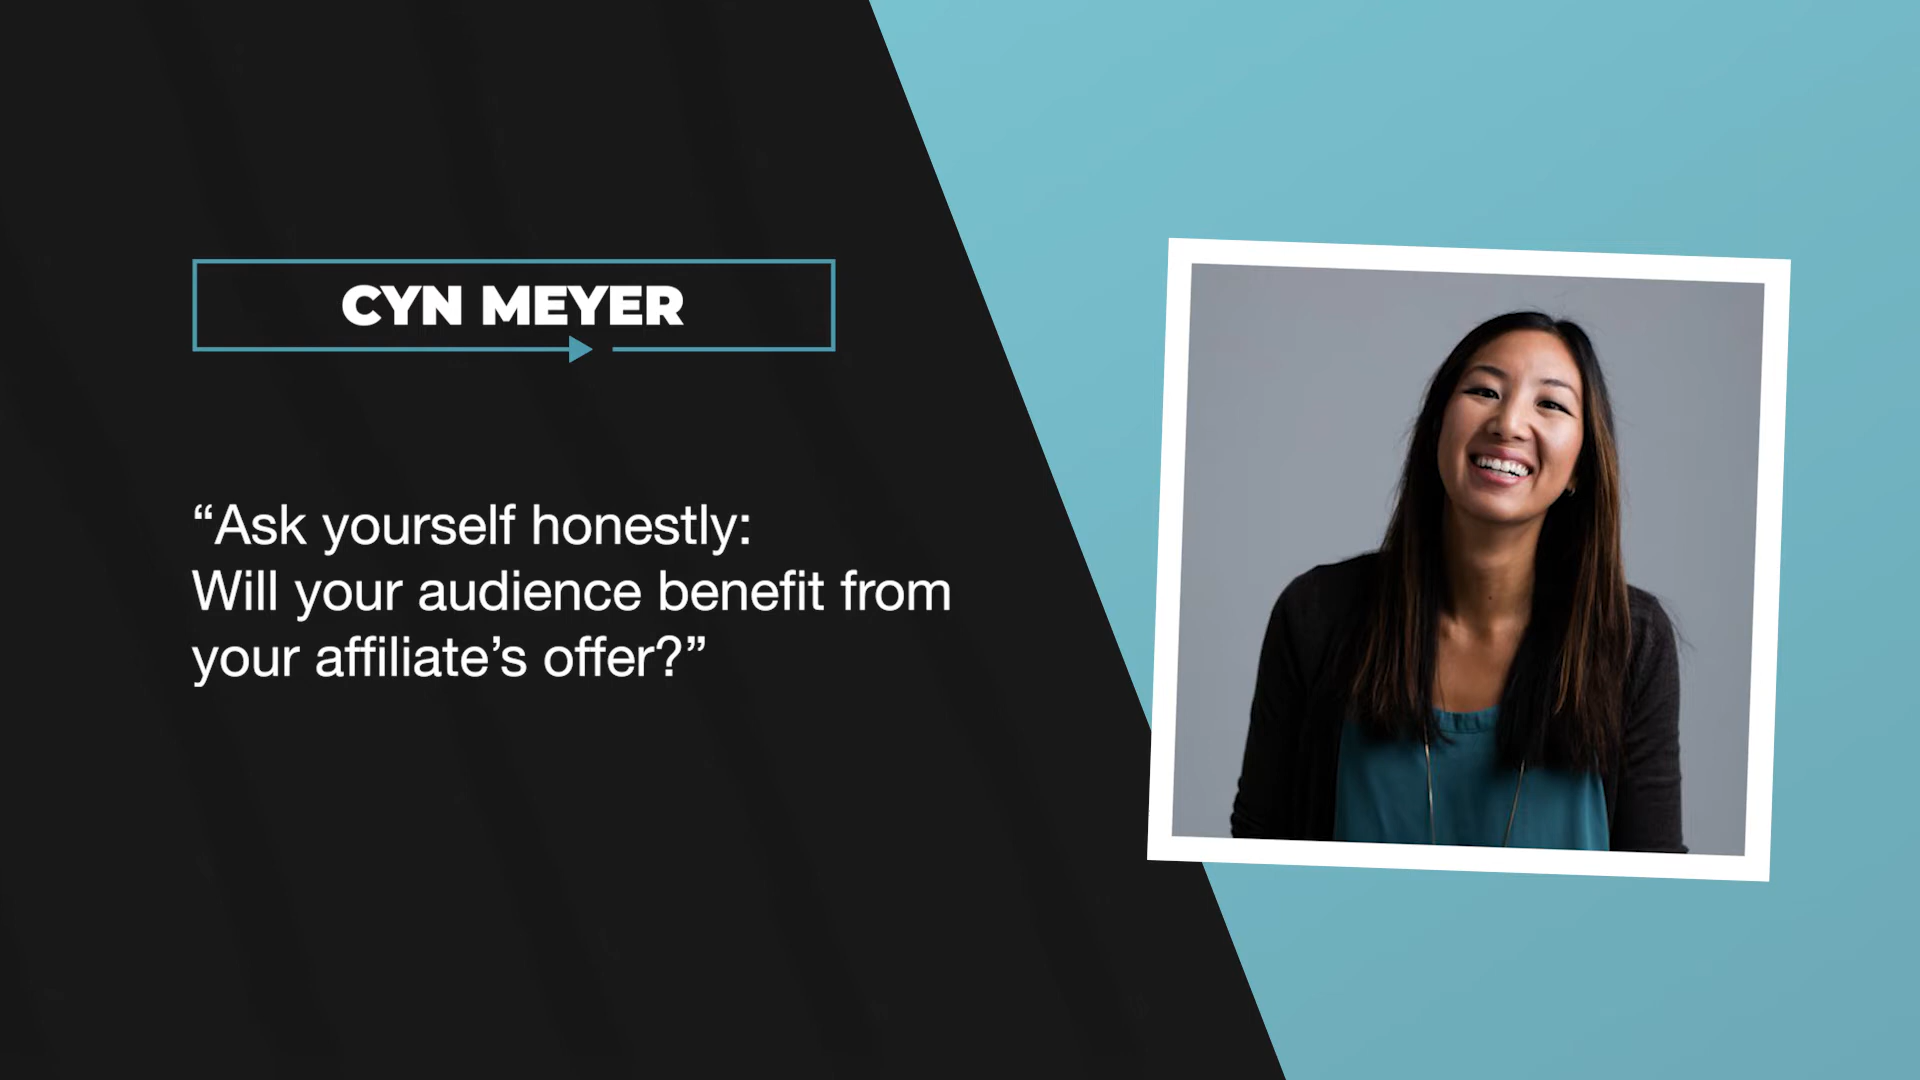 CYN MEYER
“Ask yourself honestly:
Will your audience benefit from
your affiliate’s offer?”